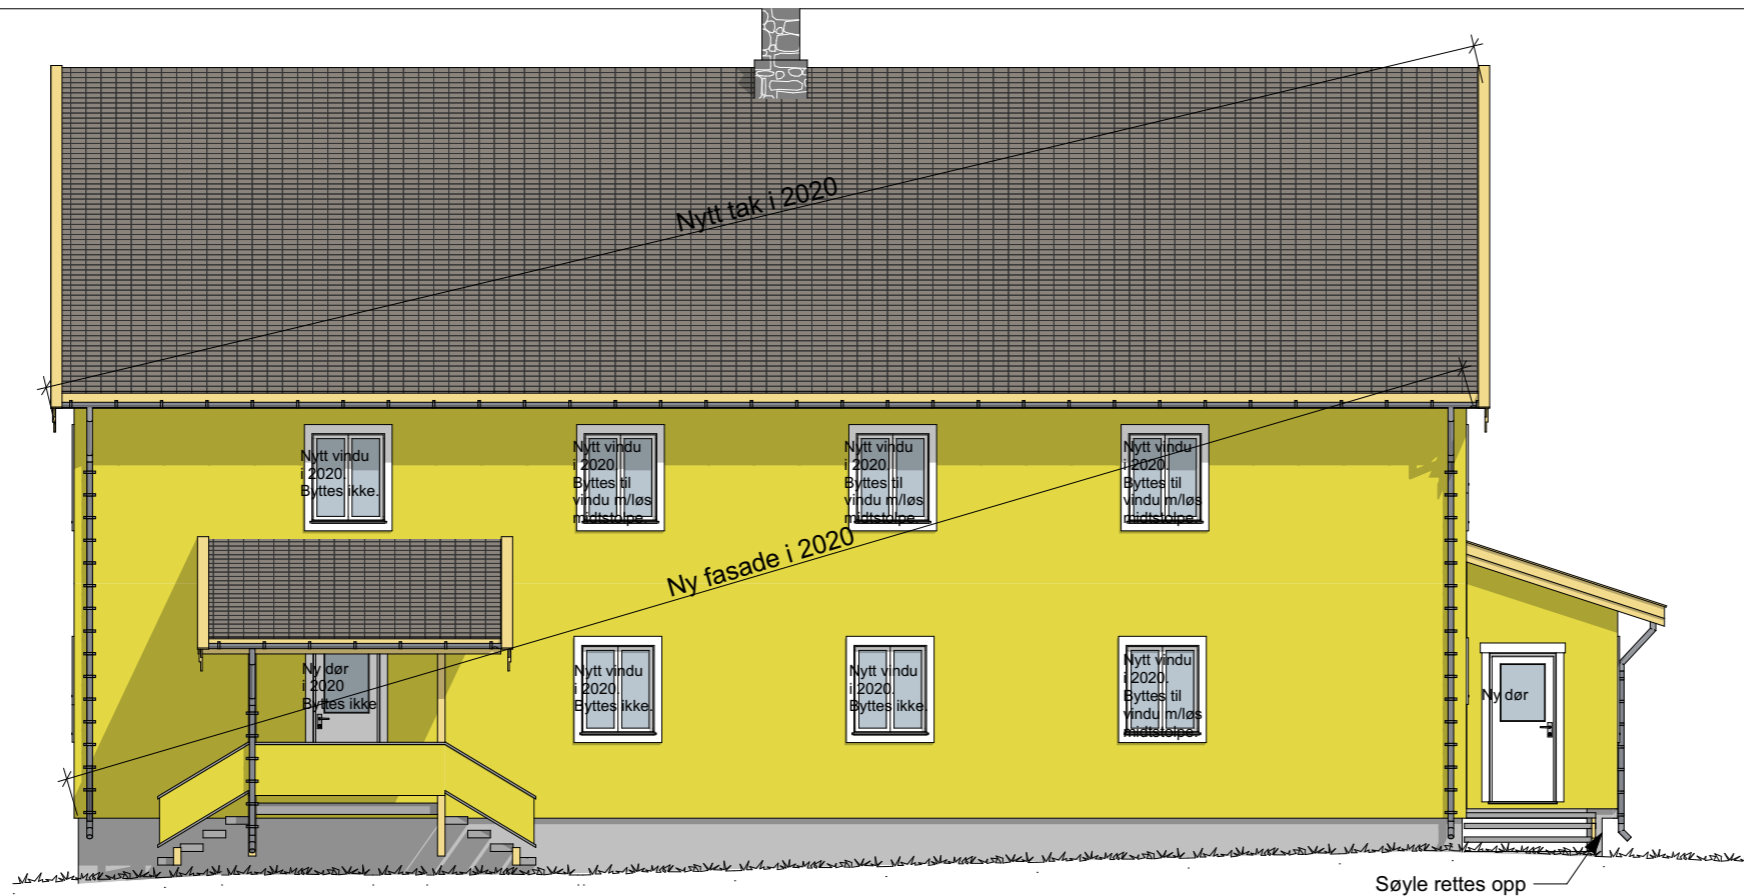 Nytt tak i 2020
Nytt vindu
i 2020.
Byttes ikke.
Nytt vindu
i 2020.
Byttes til
vindu m/løs
midtstolpe.
Nytt vindu
i 2020.
Byttes til
vindu m/løs
midtstolpe.
Nytt vindu
i 2020.
Byttes til
vindu m/løs
midtstolpe.
Ny fasade i 2020
Ny dør
i 2020
Byttes ikke
Nytt vindu
i 2020.
Byttes ikke.
Nytt vindu
i 2020.
Byttes ikke.
Nytt vindu
i 2020.
Byttes til
vindu m/løs
midtstolpe.
Ny dør
Søyle rettes opp